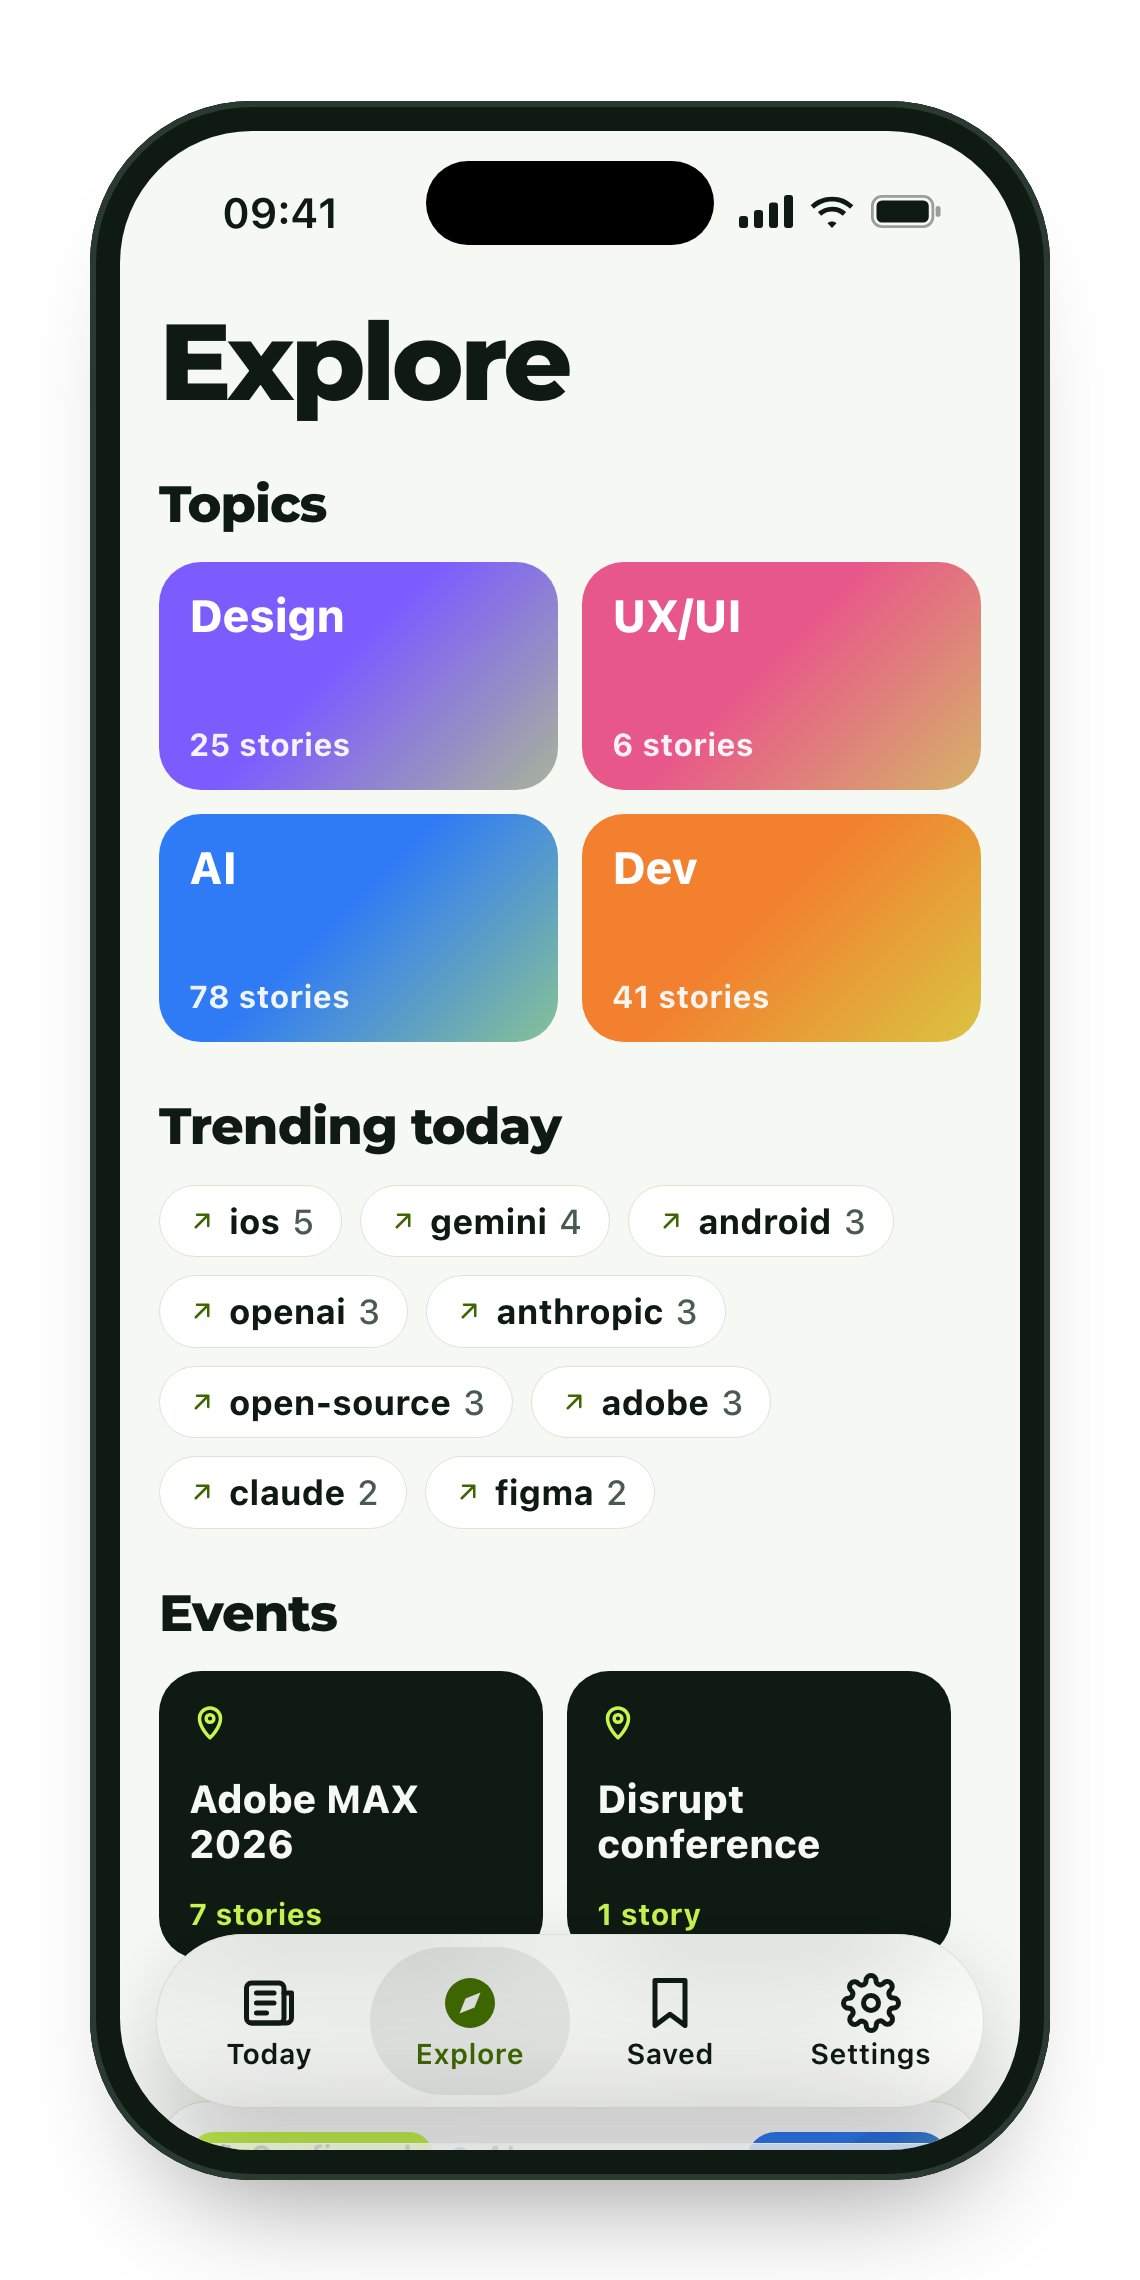 09:41
Explore
Topics
Design
25 stories
UX/UI
6 stories
AI
78 stories
Dev
41 stories
Trending today
ios 5
gemini 4
android 3
openai 3
anthropic 3
open-source 3
adobe 3
claude 2
figma 2
Events
Adobe MAX
2026
7 stories
Disrupt
conference
1 story
Today
Explore
Saved
Settings